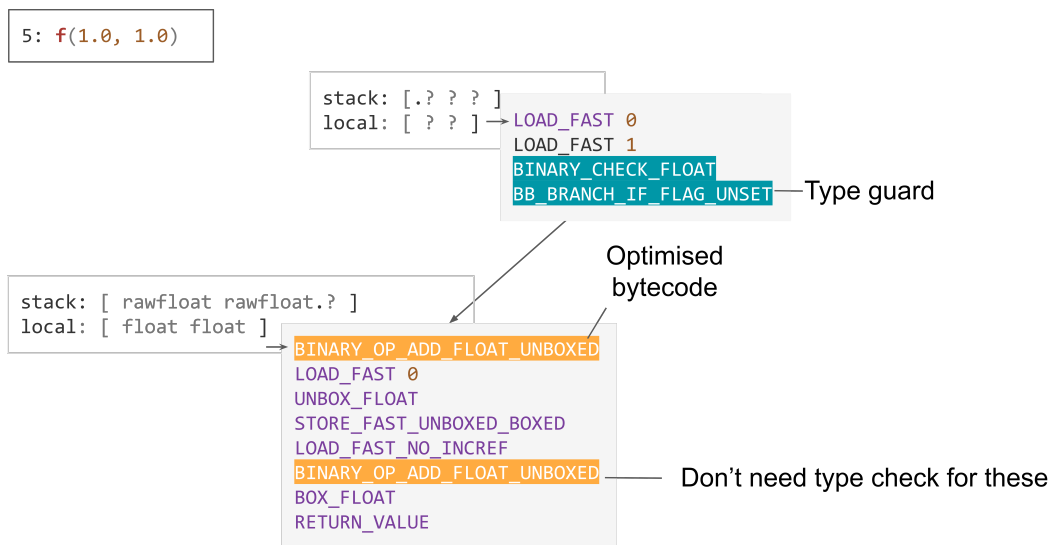 5: f(1.0, 1.0)
stack: [.? ? ? ]
local: [ ? ? ]
LOAD_FAST 0
LOAD_FAST 1
BINARY_CHECK_FLOAT
BB_BRANCH_IF_FLAG_UNSET
Type guard
Optimised
bytecode
stack: [ rawfloat rawfloat.? ]
local: [ float float ]
BINARY_OP_ADD_FLOAT_UNBOXED
LOAD_FAST 0
UNBOX_FLOAT
STORE_FAST_UNBOXED_BOXED
LOAD_FAST_NO_INCREF
BINARY_OP_ADD_FLOAT_UNBOXED
Don’t need type check for these
BOX_FLOAT
RETURN_VALUE